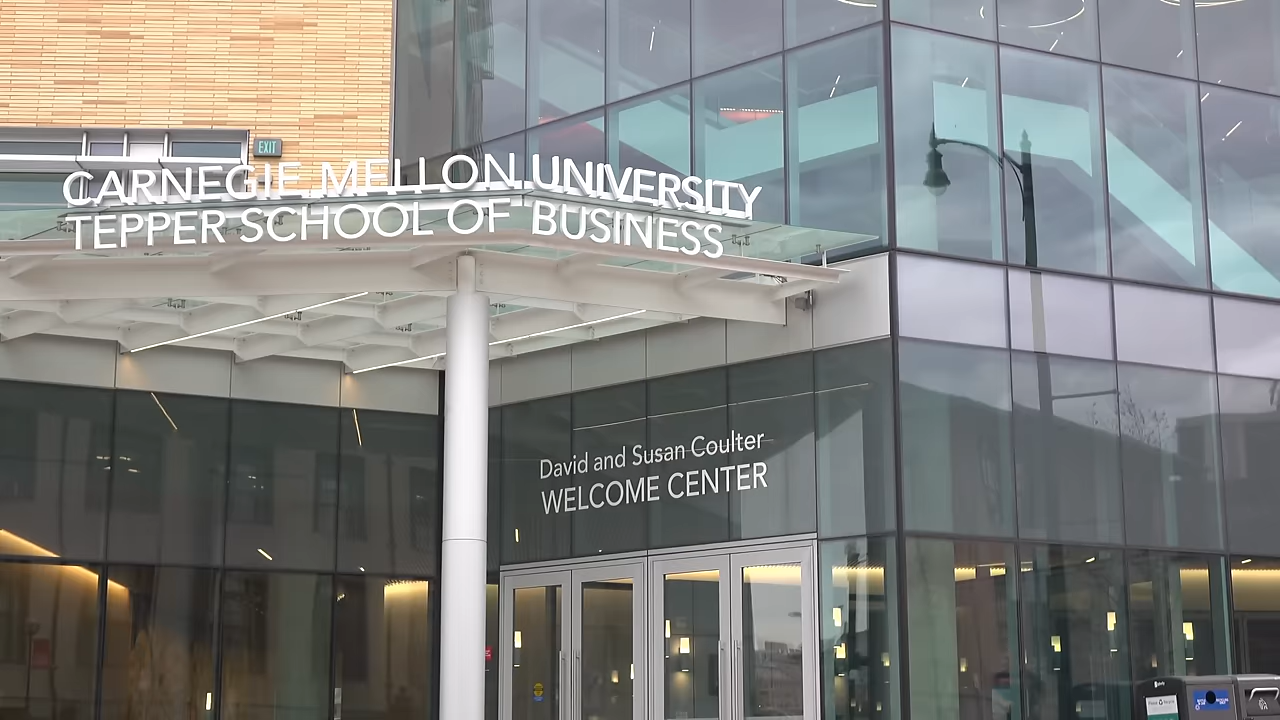 EXIT
CARNEGIE MELLON UNIVERSITY
TEPPER SCHOOL OF BUSINESS
David and Susan Coulter
WELCOME CENTER